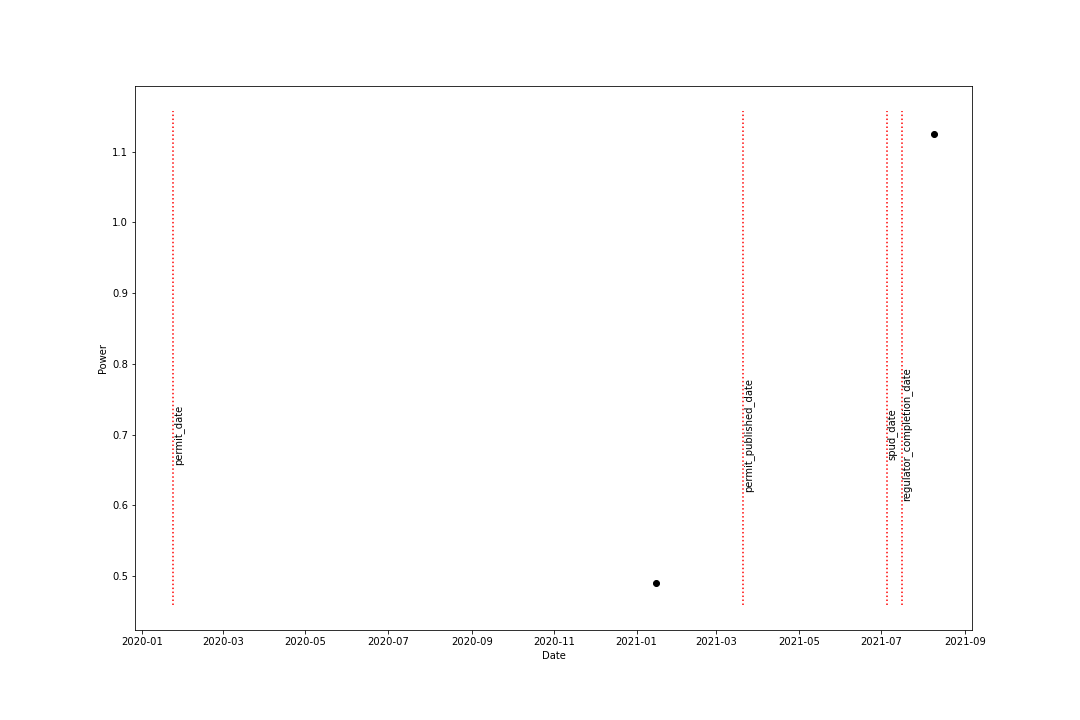 1.1
1.0
0.9
0.8
0.7
0.6
0.5
Power
permit_date
permit_published_date
spud_date
regulator_completion_date
2020-01 2020-03 2020-05 2020-07 2020-09 2020-11 2021-01 2021-03 2021-05 2021-07 2021-09
Date